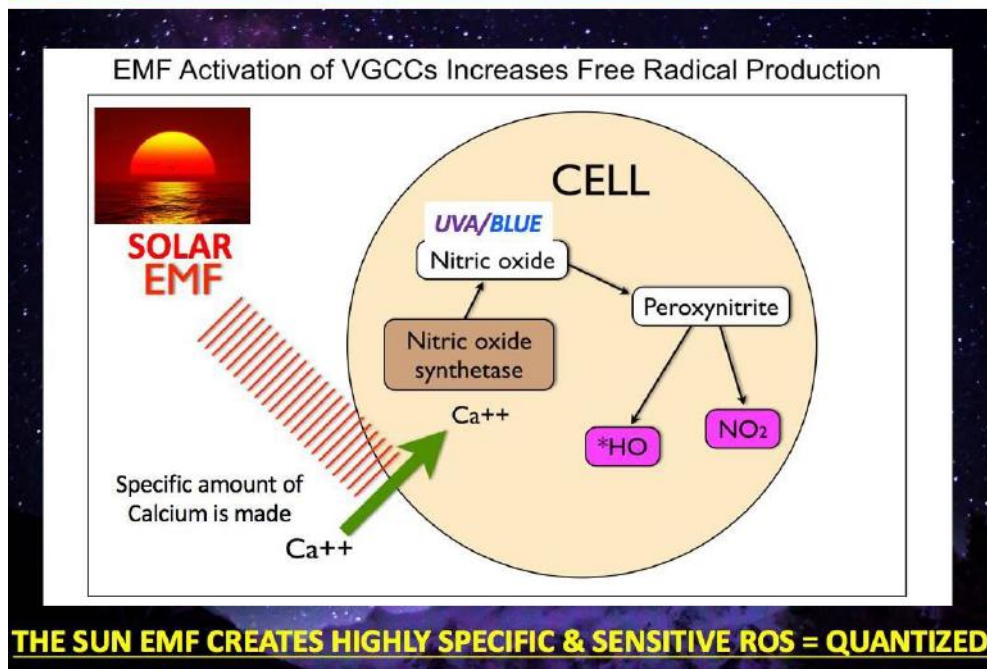 EMF Activation of VGCCs Increases Free Radical Production
SOLAR
EMF
CELL
UVA/BLUE
Nitric oxide
Nitric oxide
synthetase
Ca++
Peroxynitrite
*HO
NO₂
Specific amount of
Calcium is made
Ca++
THE SUN EMF CREATES HIGHLY SPECIFIC & SENSITIVE ROS = QUANTIZED